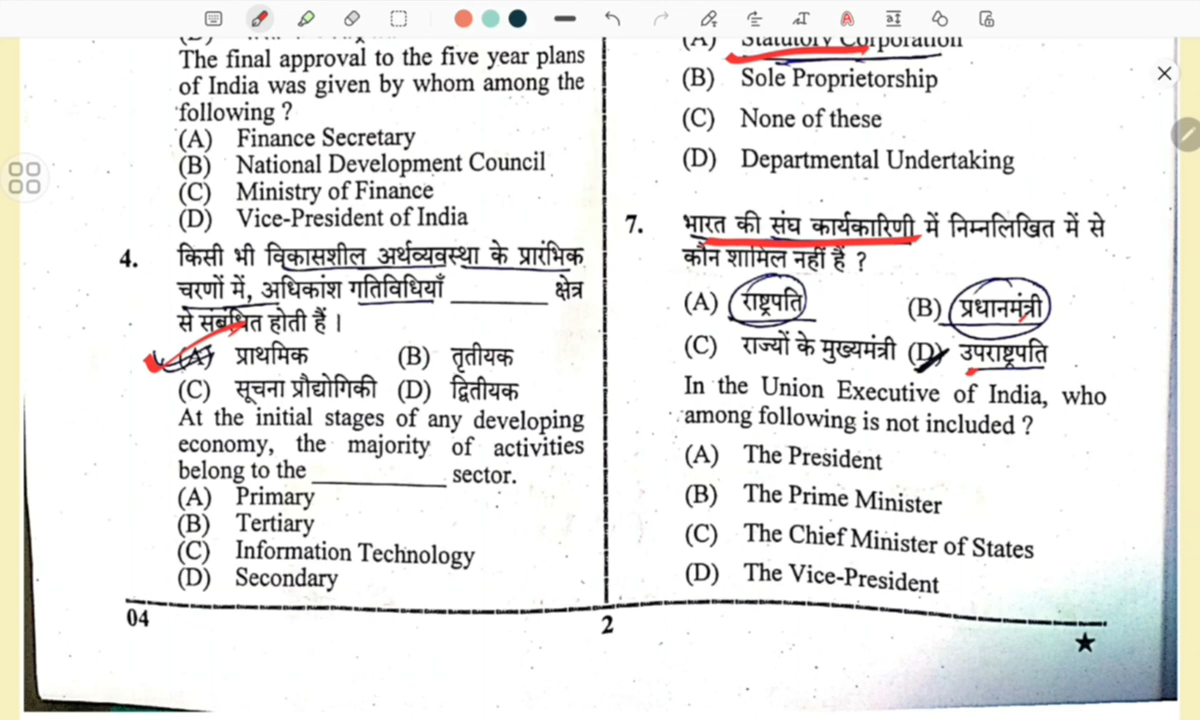 The final approval to the five year plans
of India was given by whom among the
following ?
(A) Finance Secretary
(B) National Development Council
(C) Ministry of Finance
(D) Vice-President of India
4. किसी भी विकासशील अर्थव्यवस्था के प्रारंभिक
चरणों में, अधिकांश गतिविधियाँ ________ क्षेत्र
से संबंधित होती हैं ।
(A) प्राथमिक (B) तृतीयक
(C) सूचना प्रौद्योगिकी (D) द्वितीयक
At the initial stages of any developing
economy, the majority of activities
belong to the ________ sector.
(A) Primary
(B) Tertiary
(C) Information Technology
(D) Secondary
(A) Statutory Corporation
(B) Sole Proprietorship
(C) None of these
(D) Departmental Undertaking
7. भारत की संघ कार्यकारिणी में निम्नलिखित में से
कौन शामिल नहीं है ?
(A) राष्ट्रपति (B) प्रधानमंत्री
(C) राज्यों के मुख्यमंत्री (D) उपराष्ट्रपति
In the Union Executive of India, who
among following is not included ?
(A) The President
(B) The Prime Minister
(C) The Chief Minister of States
(D) The Vice-President
04
2